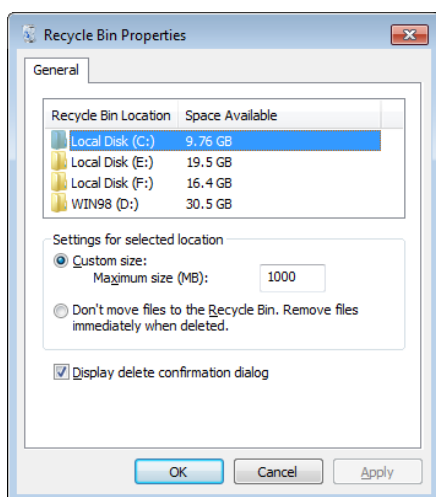 Recycle Bin Properties
General
Recycle Bin Location Space Available
Local Disk (C:) 9.76 GB
Local Disk (E:) 19.5 GB
Local Disk (F:) 16.4 GB
WIN98 (D:) 30.5 GB
Settings for selected location
Custom size:
Maximum size (MB): 1000
Don't move files to the Recycle Bin. Remove files
immediately when deleted.
Display delete confirmation dialog
OK Cancel Apply